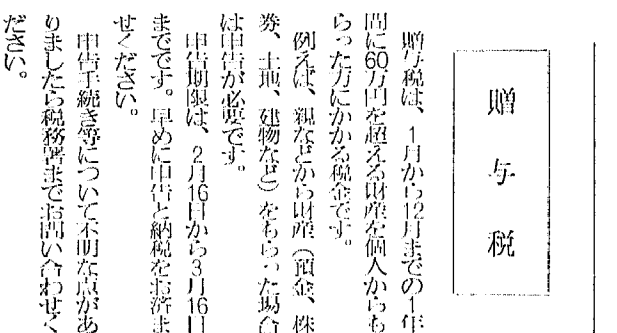 贈与税
贈与税は、1月から12月までの1年
間に60万円を超える財産を個人からも
らった方にかかる税金です。
例えば、親などから財産(預金、株
券、土地、建物など)をもらった場合
は申告が必要です。
申告期限は、2月16日から3月16日
までです。早めに申告と納税をお済ま
せください。
申告手続き等について不明な点があ
りましたら税務署までお問い合わせく
ださい。